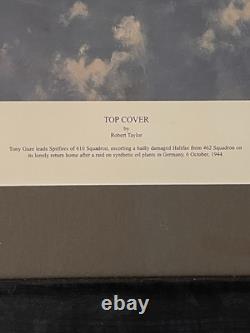 TOP COVER
by
Robert Taylor
Tony Gaze leads Spitfires of 610 Squadron, escorting a badly damaged Halifax from 462 Squadron on
its lonely return home after a raid on synthetic oil plants in Germany, 6 October, 1944.